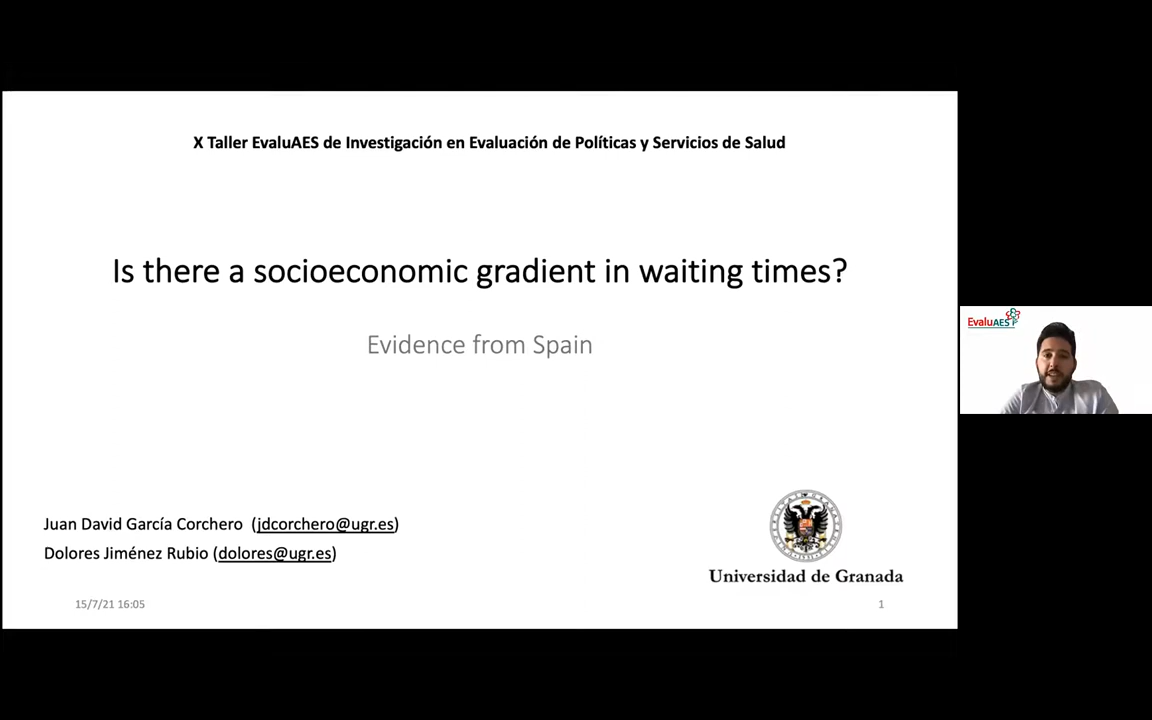 X Taller EvaluAES de Investigación en Evaluación de Políticas y Servicios de Salud
Is there a socioeconomic gradient in waiting times?
Evidence from Spain
Juan David García Corchero (jdcorchero@ugr.es)
Dolores Jiménez Rubio (dolores@ugr.es)
Universidad de Granada
15/7/21 16:05
1
EvaluAES